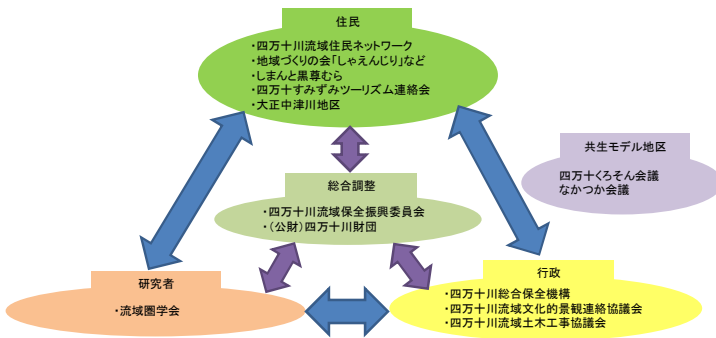 住民
・四万十川流域住民ネットワーク
・地域づくりの会「しゃえんじり」など
・しまんと黒尊むら
・四万十すみずみツーリズム連絡会
・大正中津川地区
共生モデル地区
四万十くろそん会議
なかつか会議
総合調整
・四万十川流域保全振興委員会
・（公財）四万十川財団
研究者
・流域圏学会
行政
・四万十川総合保全機構
・四万十川流域文化的景観連絡協議会
・四万十川流域土木工事協議会